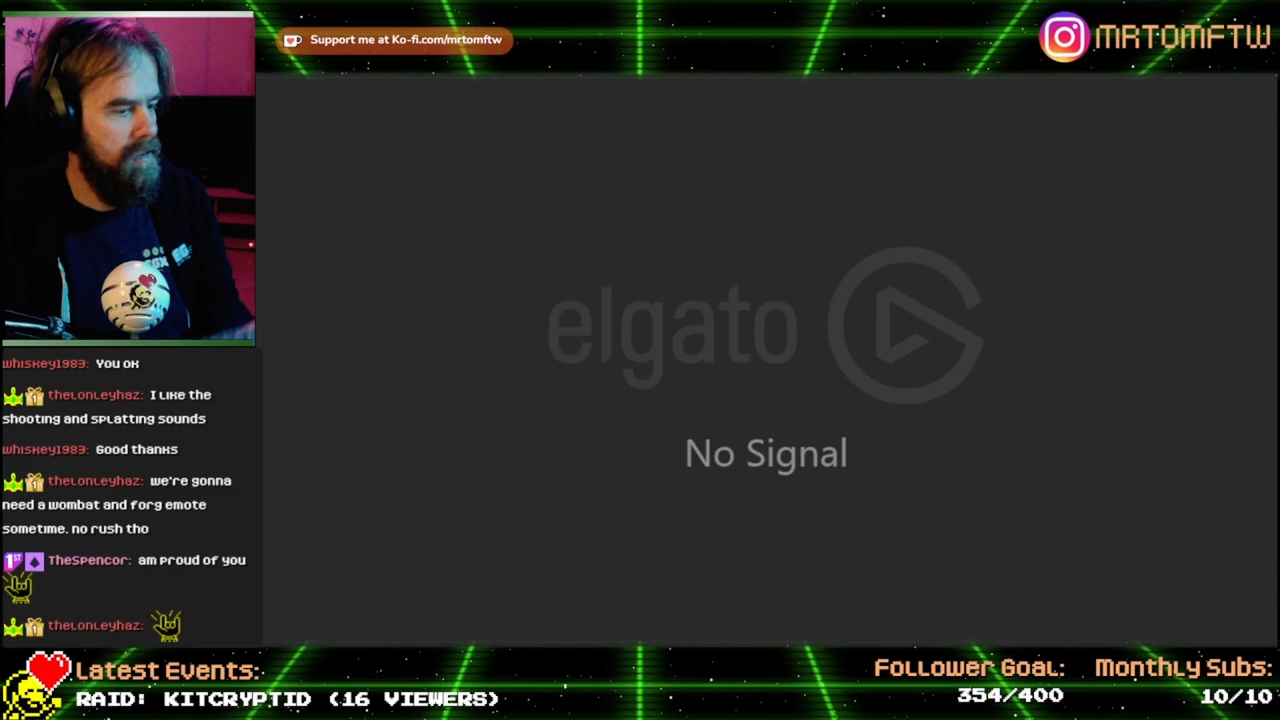 Support me at Ko-fi.com/mrtomftw
MRTOMFTW
elgato
No Signal
whiskey1983: You ok
thelonleyhaz: I like the
shooting and splatting sounds
whiskey1983: Good thanks
thelonleyhaz: we're gonna
need a wombat and forg emote
sometime. no rush tho
1ST TheSpencor: am proud of you
thelonleyhaz:
Latest Events:
RAID: KITCRYPTID (16 VIEWERS)
Follower Goal:
354/400
Monthly Subs:
10/10